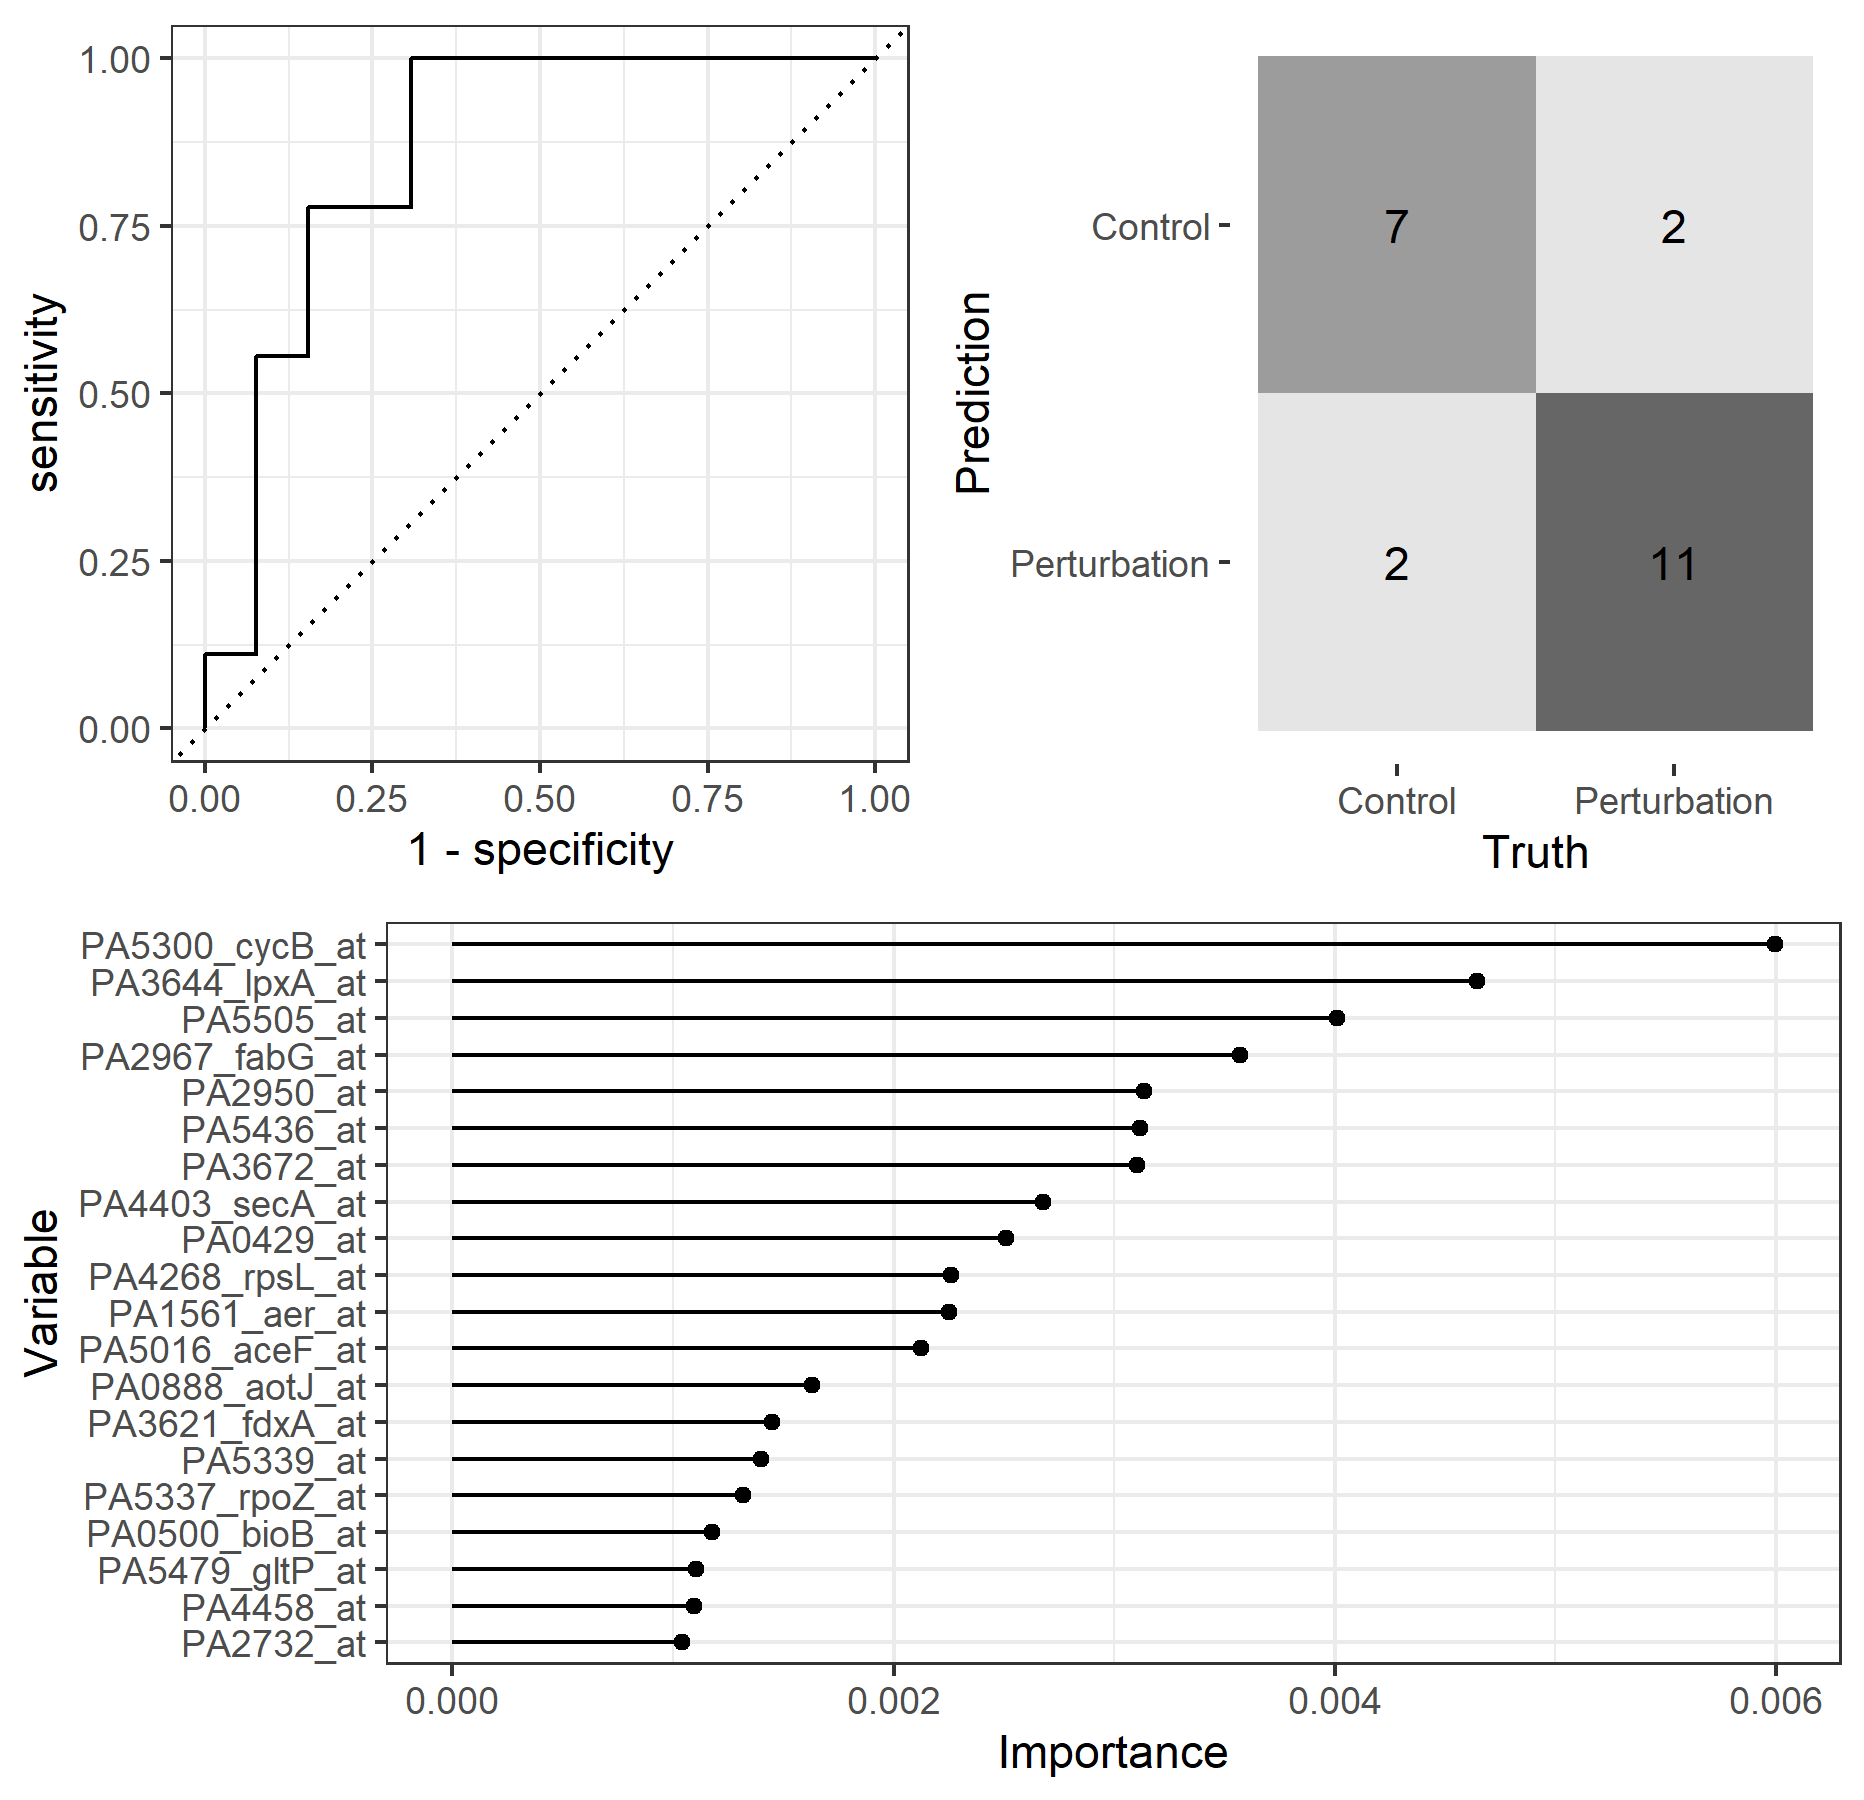 1.00
0.75
0.50
0.25
0.00
sensitivity
0.00 0.25 0.50 0.75 1.00
1 - specificity
Prediction
Control
Perturbation
7 2
2 11
Control Perturbation
Truth
Variable
PA5300_cycB_at
PA3644_lpxA_at
PA5505_at
PA2967_fabG_at
PA2950_at
PA5436_at
PA3672_at
PA4403_secA_at
PA0429_at
PA4268_rpsL_at
PA1561_aer_at
PA5016_aceF_at
PA0888_aotJ_at
PA3621_fdxA_at
PA5339_at
PA5337_rpoZ_at
PA0500_bioB_at
PA5479_gltP_at
PA4458_at
PA2732_at
0.000 0.002 0.004 0.006
Importance